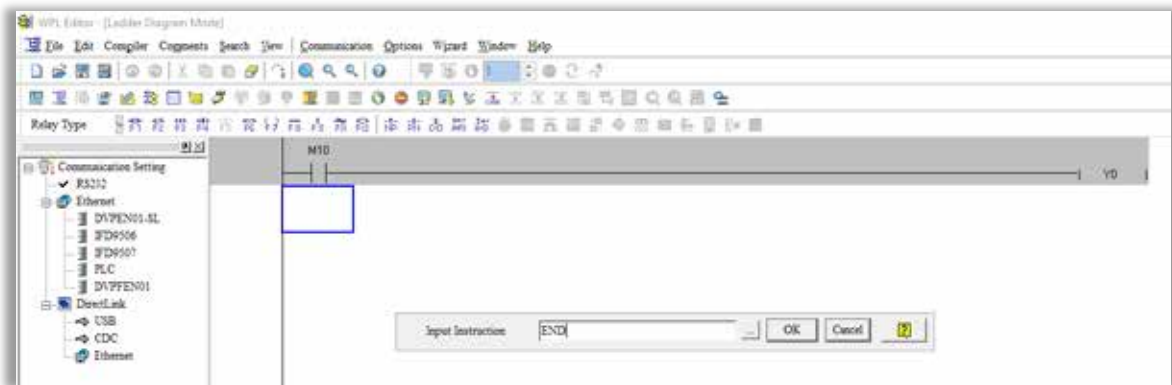 WPL Editor - [Ladder Diagram Mode]
File Edit Compiler Comments Search View Communication Options Wizard Window Help
Relay Type
M10
Y0
Communication Setting
RS232
Ethernet
DVPEN01-SL
IFD9506
IFD9507
PLC
DVPFEN01
DirectLink
USB
CDC
Ethernet
Input Instruction END ... OK Cancel